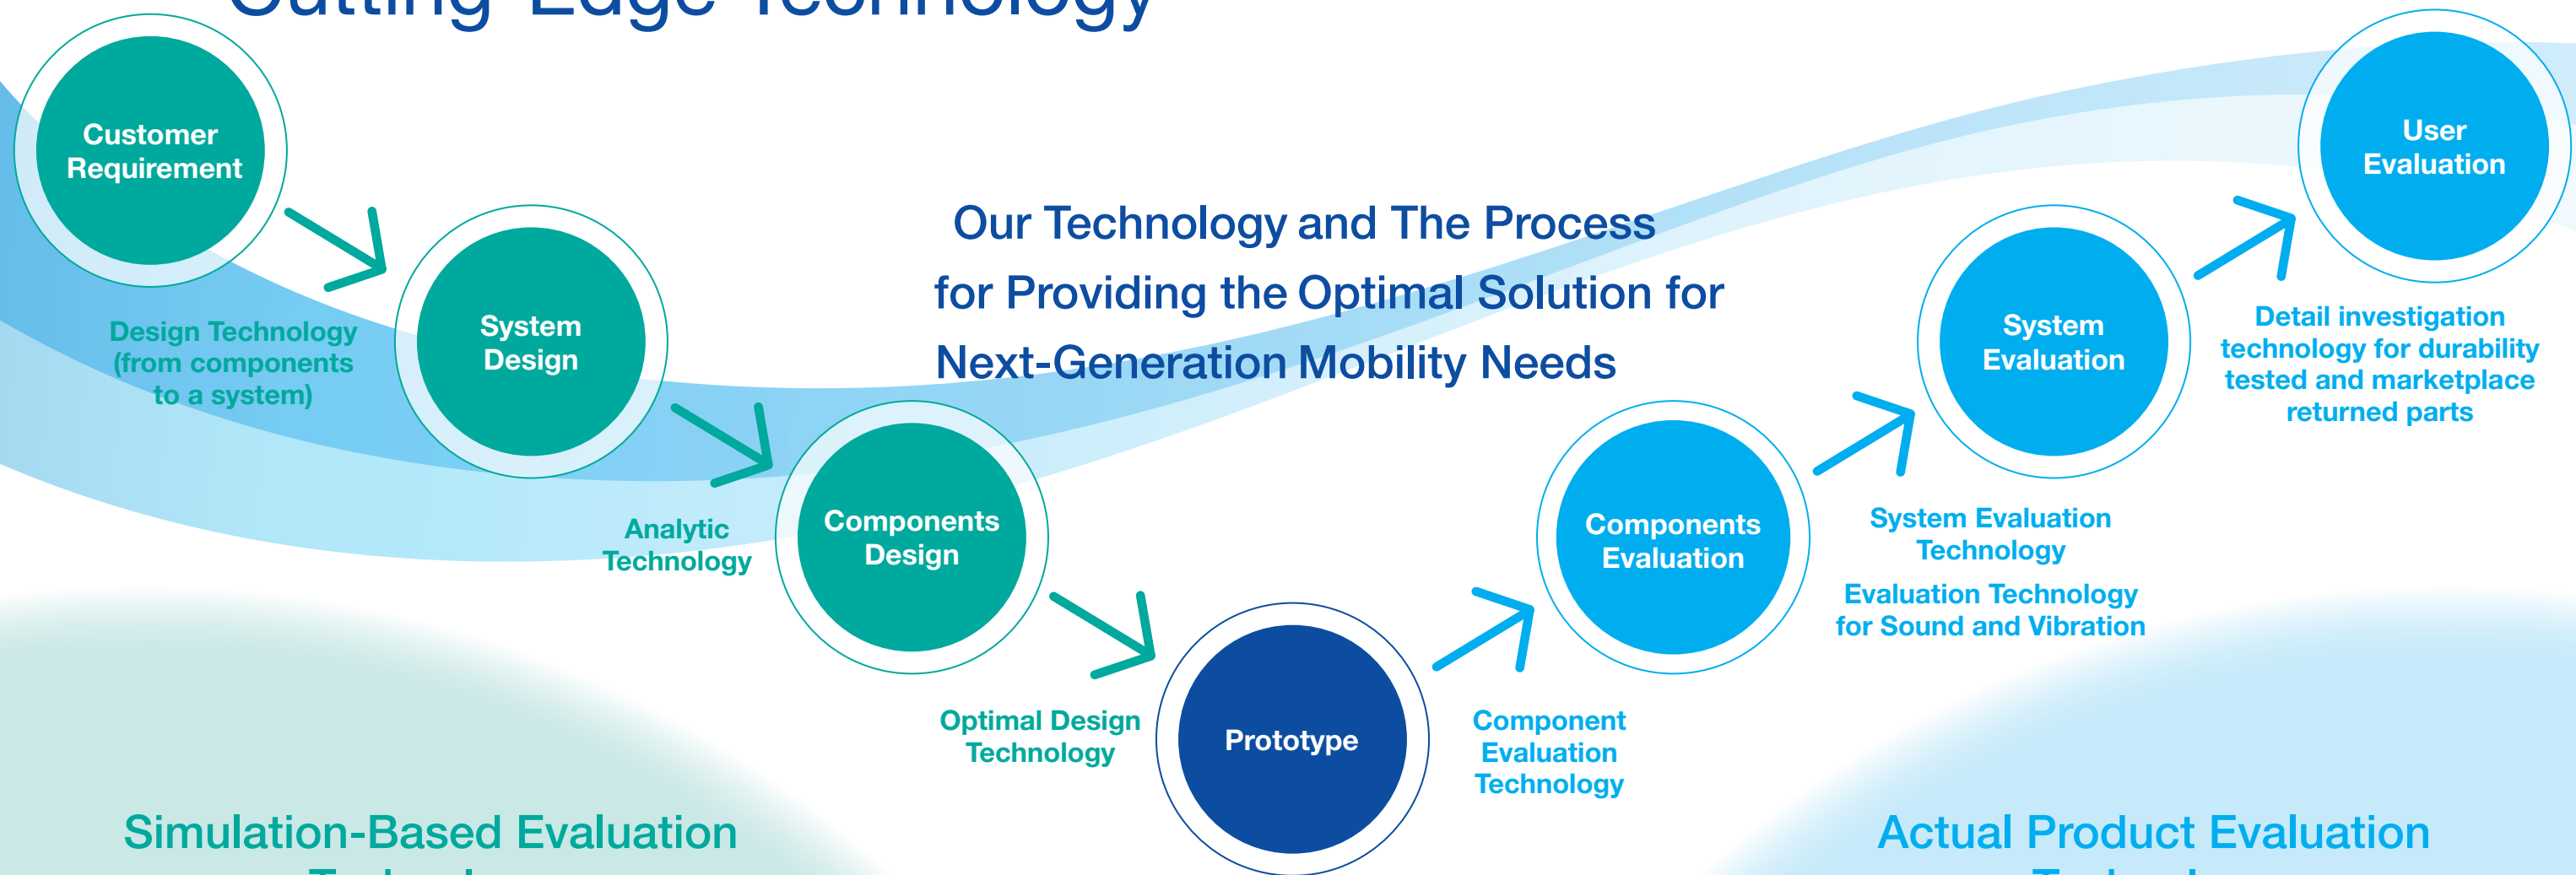 Cutting-Edge Technology
Customer
Requirement
Design Technology
(from components
to a system)
System
Design
Analytic
Technology
Components
Design
Optimal Design
Technology
Prototype
Our Technology and The Process
for Providing the Optimal Solution for
Next-Generation Mobility Needs
Component
Evaluation
Technology
Components
Evaluation
System Evaluation
Technology
Evaluation Technology
for Sound and Vibration
System
Evaluation
Detail investigation
technology for durability
tested and marketplace
returned parts
User
Evaluation
Simulation-Based Evaluation
Actual Product Evaluation